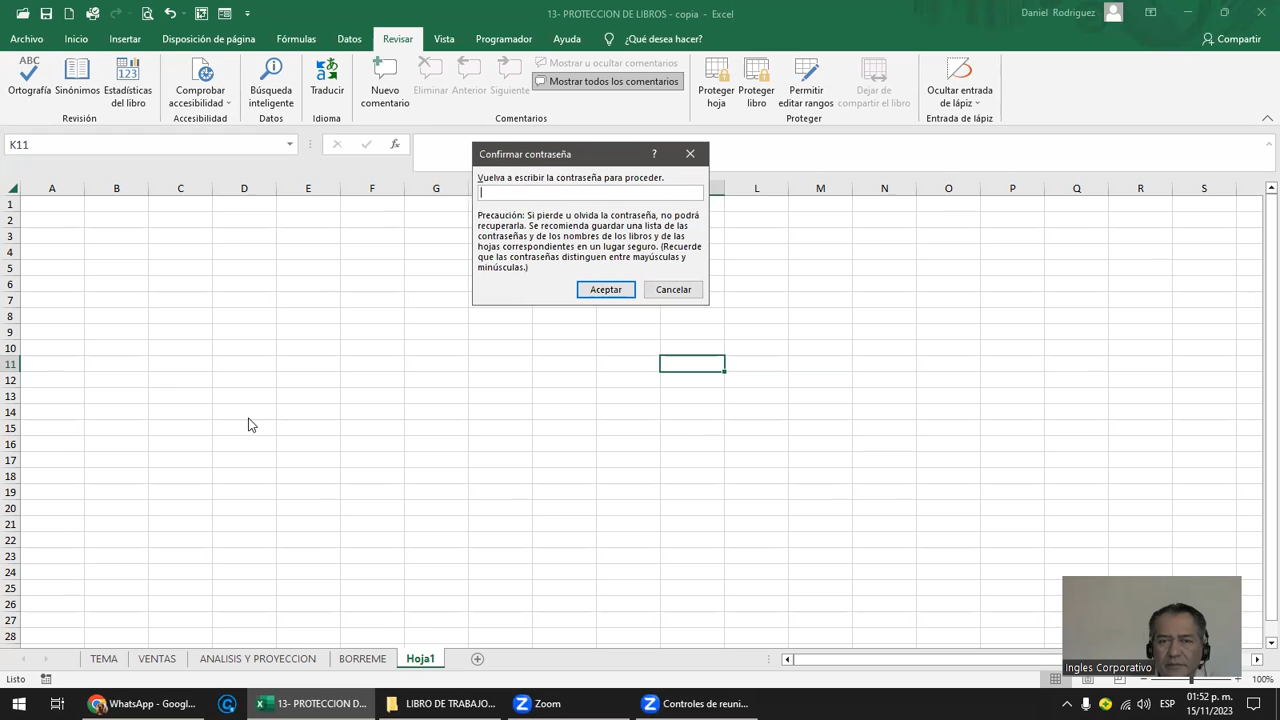 13- PROTECCION DE LIBROS - copia - Excel
Daniel Rodriguez
Archivo Inicio Insertar Disposición de página Fórmulas Datos Revisar Vista Programador Ayuda ¿Qué desea hacer? Compartir
ABC
Ortografía
Sinónimos
123
Estadísticas
del libro
Revisión
Comprobar
accesibilidad
Accesibilidad
Búsqueda
inteligente
Datos
Traducir
Idioma
Nuevo
comentario
Eliminar
Anterior
Siguiente
Mostrar u ocultar comentarios
Mostrar todos los comentarios
Comentarios
Proteger
hoja
Proteger
libro
Permitir
editar rangos
Dejar de
compartir el libro
Proteger
Ocultar entrada
de lápiz
Entrada de lápiz
K11
fx
Confirmar contraseña ?
Vuelva a escribir la contraseña para proceder.
Precaución: Si pierde u olvida la contraseña, no podrá
recuperarla. Se recomienda guardar una lista de las
contraseñas y de los nombres de los libros y de las
hojas correspondientes en un lugar seguro. (Recuerde
que las contraseñas distinguen entre mayúsculas y
minúsculas.)
Aceptar Cancelar
A B C D E F G L M N O P Q R S
1
2
3
4
5
6
7
8
9
10
11
12
13
14
15
16
17
18
19
20
21
22
23
24
25
26
27
28
TEMA VENTAS ANALISIS Y PROYECCION BORREME Hoja1
Ingles Corporativo
Listo
100%
WhatsApp - Googl... 13- PROTECCION D... LIBRO DE TRABAJO... Zoom Controles de reuni...
ESP
01:52 p. m.
15/11/2023